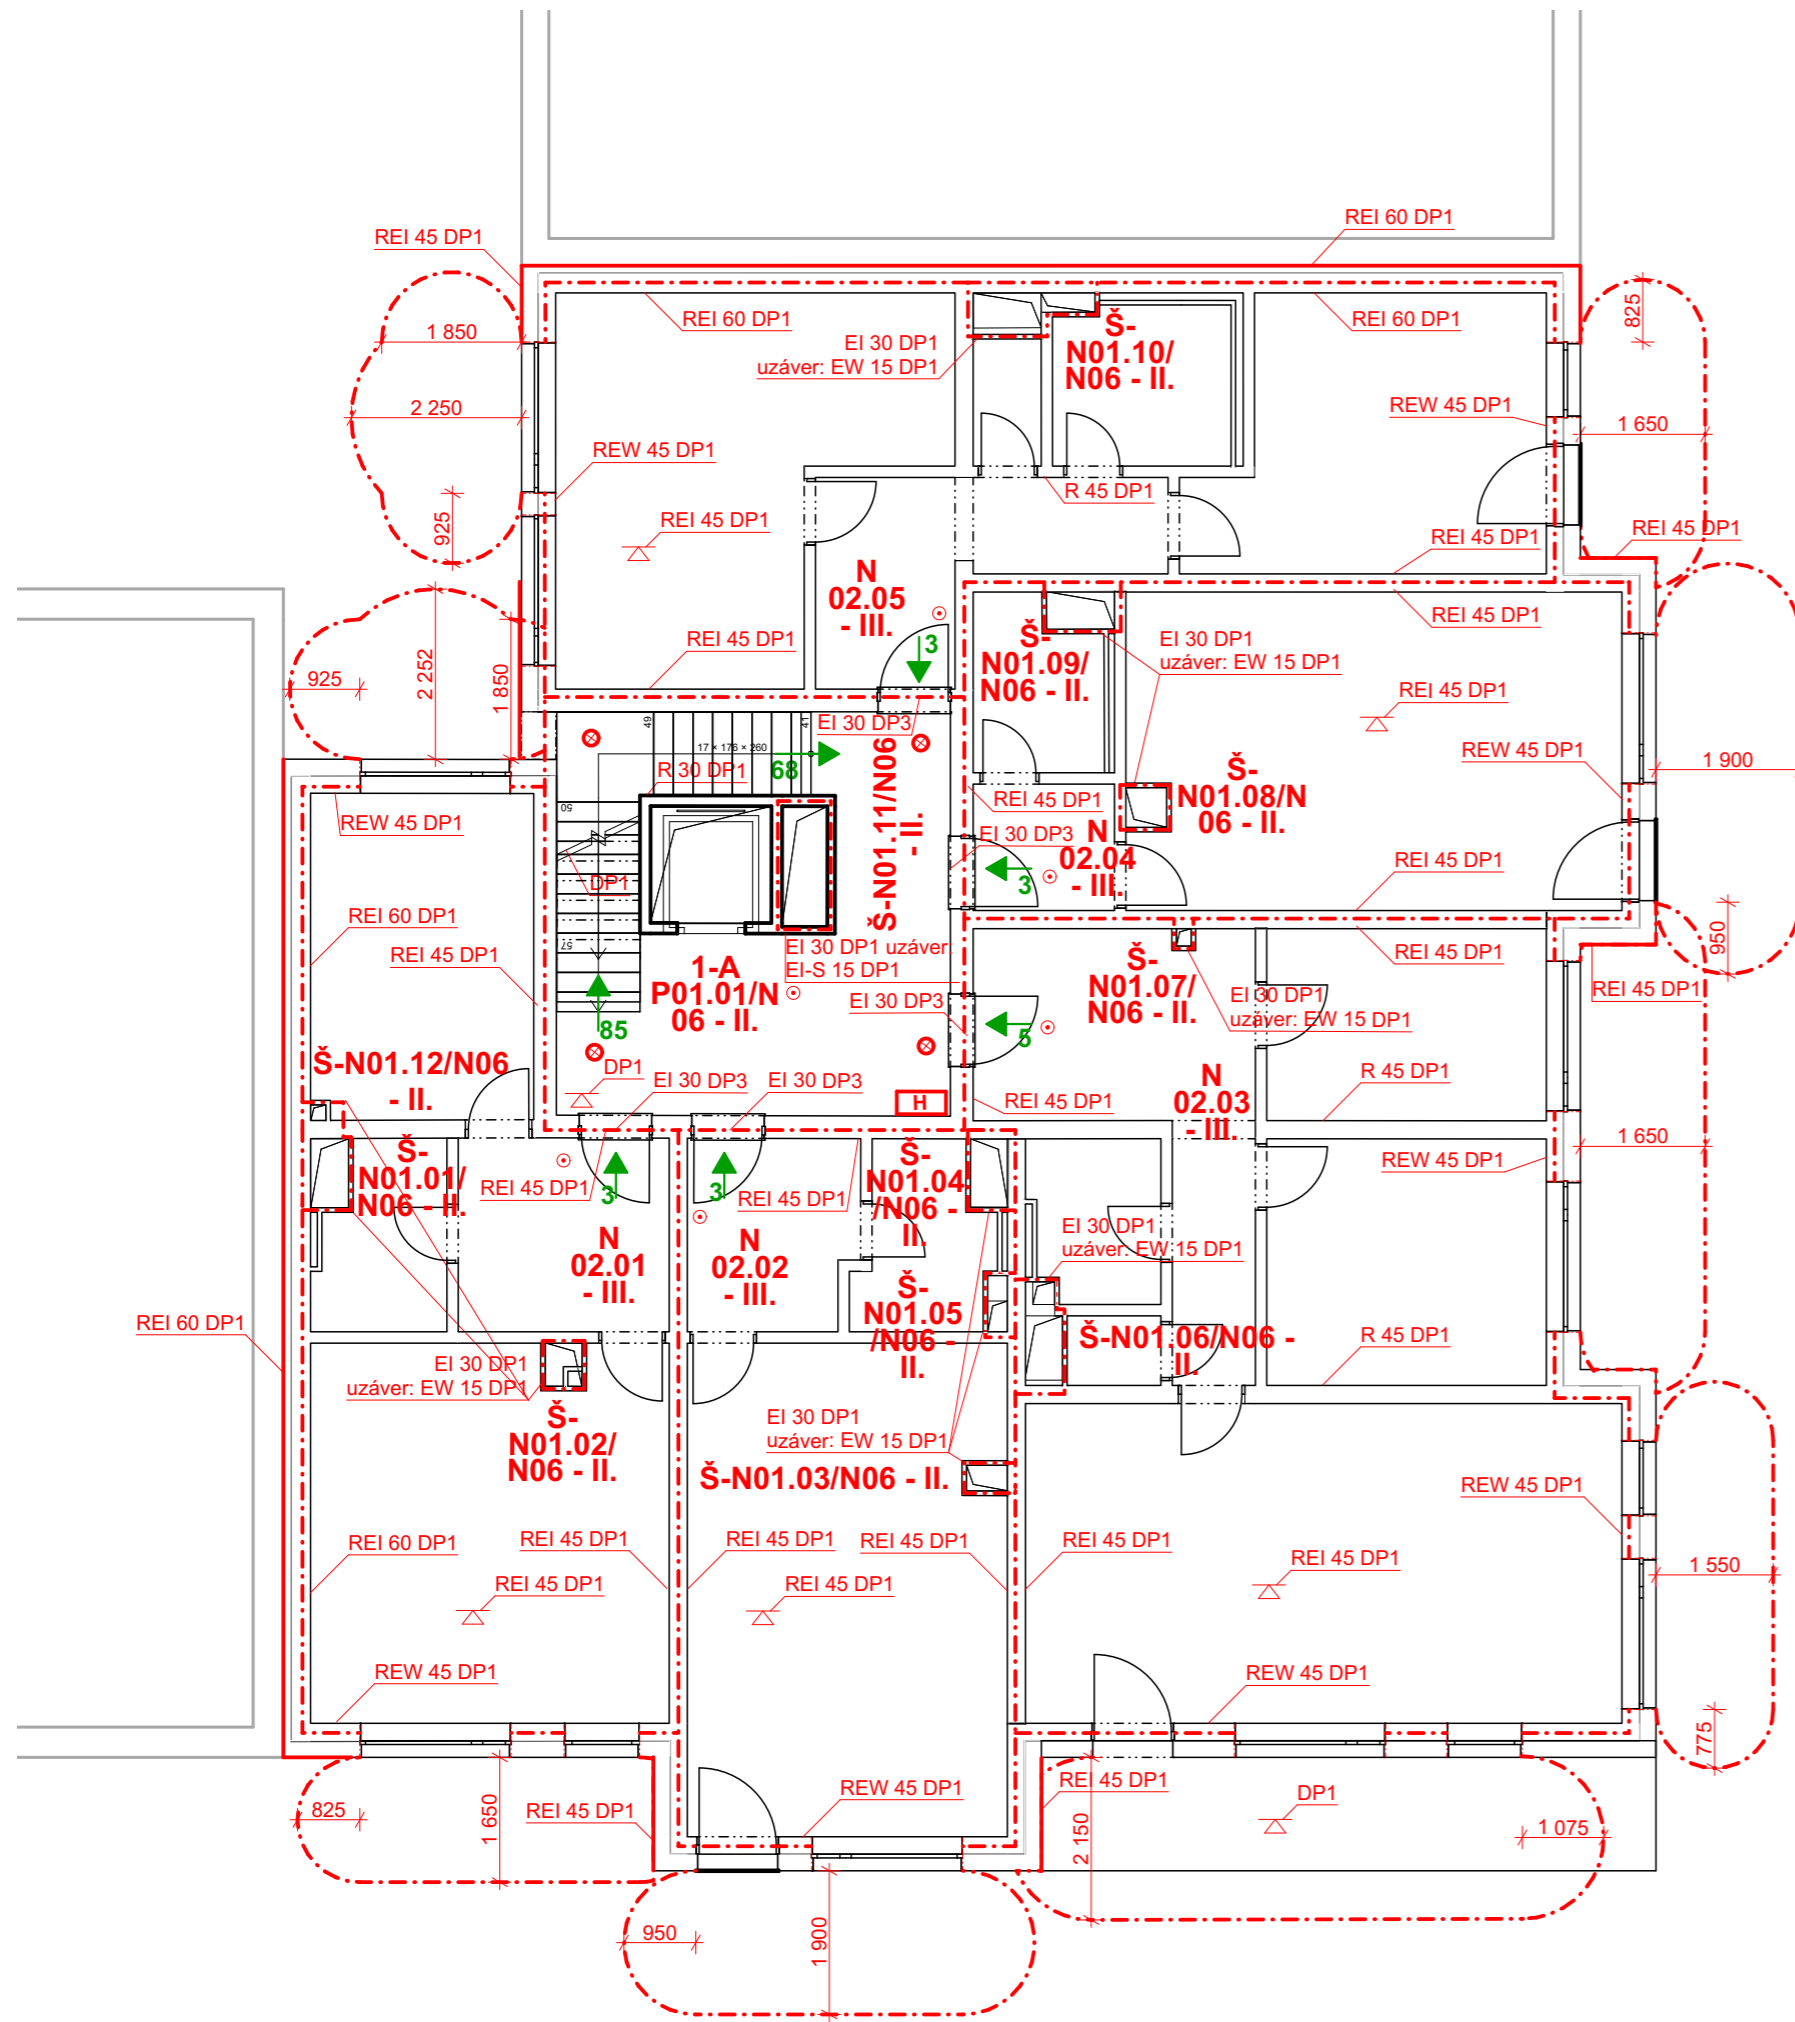 REI 60 DP1
REI 45 DP1
825
1 850
REI 60 DP1
EI 30 DP1
uzáver: EW 15 DP1
Š-
N01.10/
N06 - II.
REI 60 DP1
2 250
REW 45 DP1
1 650
REW 45 DP1
R 45 DP1
925
REI 45 DP1
REI 45 DP1
REI 45 DP1
N
02.05
- III.
REI 45 DP1
3
Š-
N01.09/
N06 - II.
EI 30 DP1
uzáver: EW 15 DP1
REI 45 DP1
925
2 252
1 850
REI 45 DP1
EI 30 DP3
49
41
17 × 176 × 260
68
R 30 DP1
Š-N01.11/N06
- II.
REW 45 DP1
1 900
Š-
N01.08/N
06 - II.
REI 45 DP1
REW 45 DP1
50
EI 30 DP3
N
02.04
- III.
3
REI 45 DP1
DP1
REI 60 DP1
57
REI 45 DP1
EI 30 DP1 uzáver
EI-S 15 DP1
1-A
P01.01/N
06 - II.
Š-
N01.07/
N06 - II.
REI 45 DP1
950
REI 45 DP1
EI 30 DP3
EI 30 DP1
uzáver: EW 15 DP1
85
5
Š-N01.12/N06
- II.
DP1
EI 30 DP3
EI 30 DP3
H
REI 45 DP1
N
02.03
- III.
R 45 DP1
1 650
Š-
N01.01/
N06 - II.
REI 45 DP1
3
3
REI 45 DP1
Š-
N01.04
/N06 -
II.
REW 45 DP1
EI 30 DP1
uzáver: EW 15 DP1
N
02.01
- III.
N
02.02
- III.
Š-
N01.05
/N06 -
II.
REI 60 DP1
Š-N01.06/N06 -
II.
R 45 DP1
EI 30 DP1
uzáver: EW 15 DP1
Š-
N01.02/
N06 - II.
EI 30 DP1
uzáver: EW 15 DP1
Š-N01.03/N06 - II.
REW 45 DP1
REI 60 DP1
REI 45 DP1
REI 45 DP1
REI 45 DP1
REI 45 DP1
REI 45 DP1
1 550
REI 45 DP1
REI 45 DP1
REW 45 DP1
REW 45 DP1
775
825
1 650
REI 45 DP1
REW 45 DP1
REI 45 DP1
2 150
DP1
1 075
950
1 900